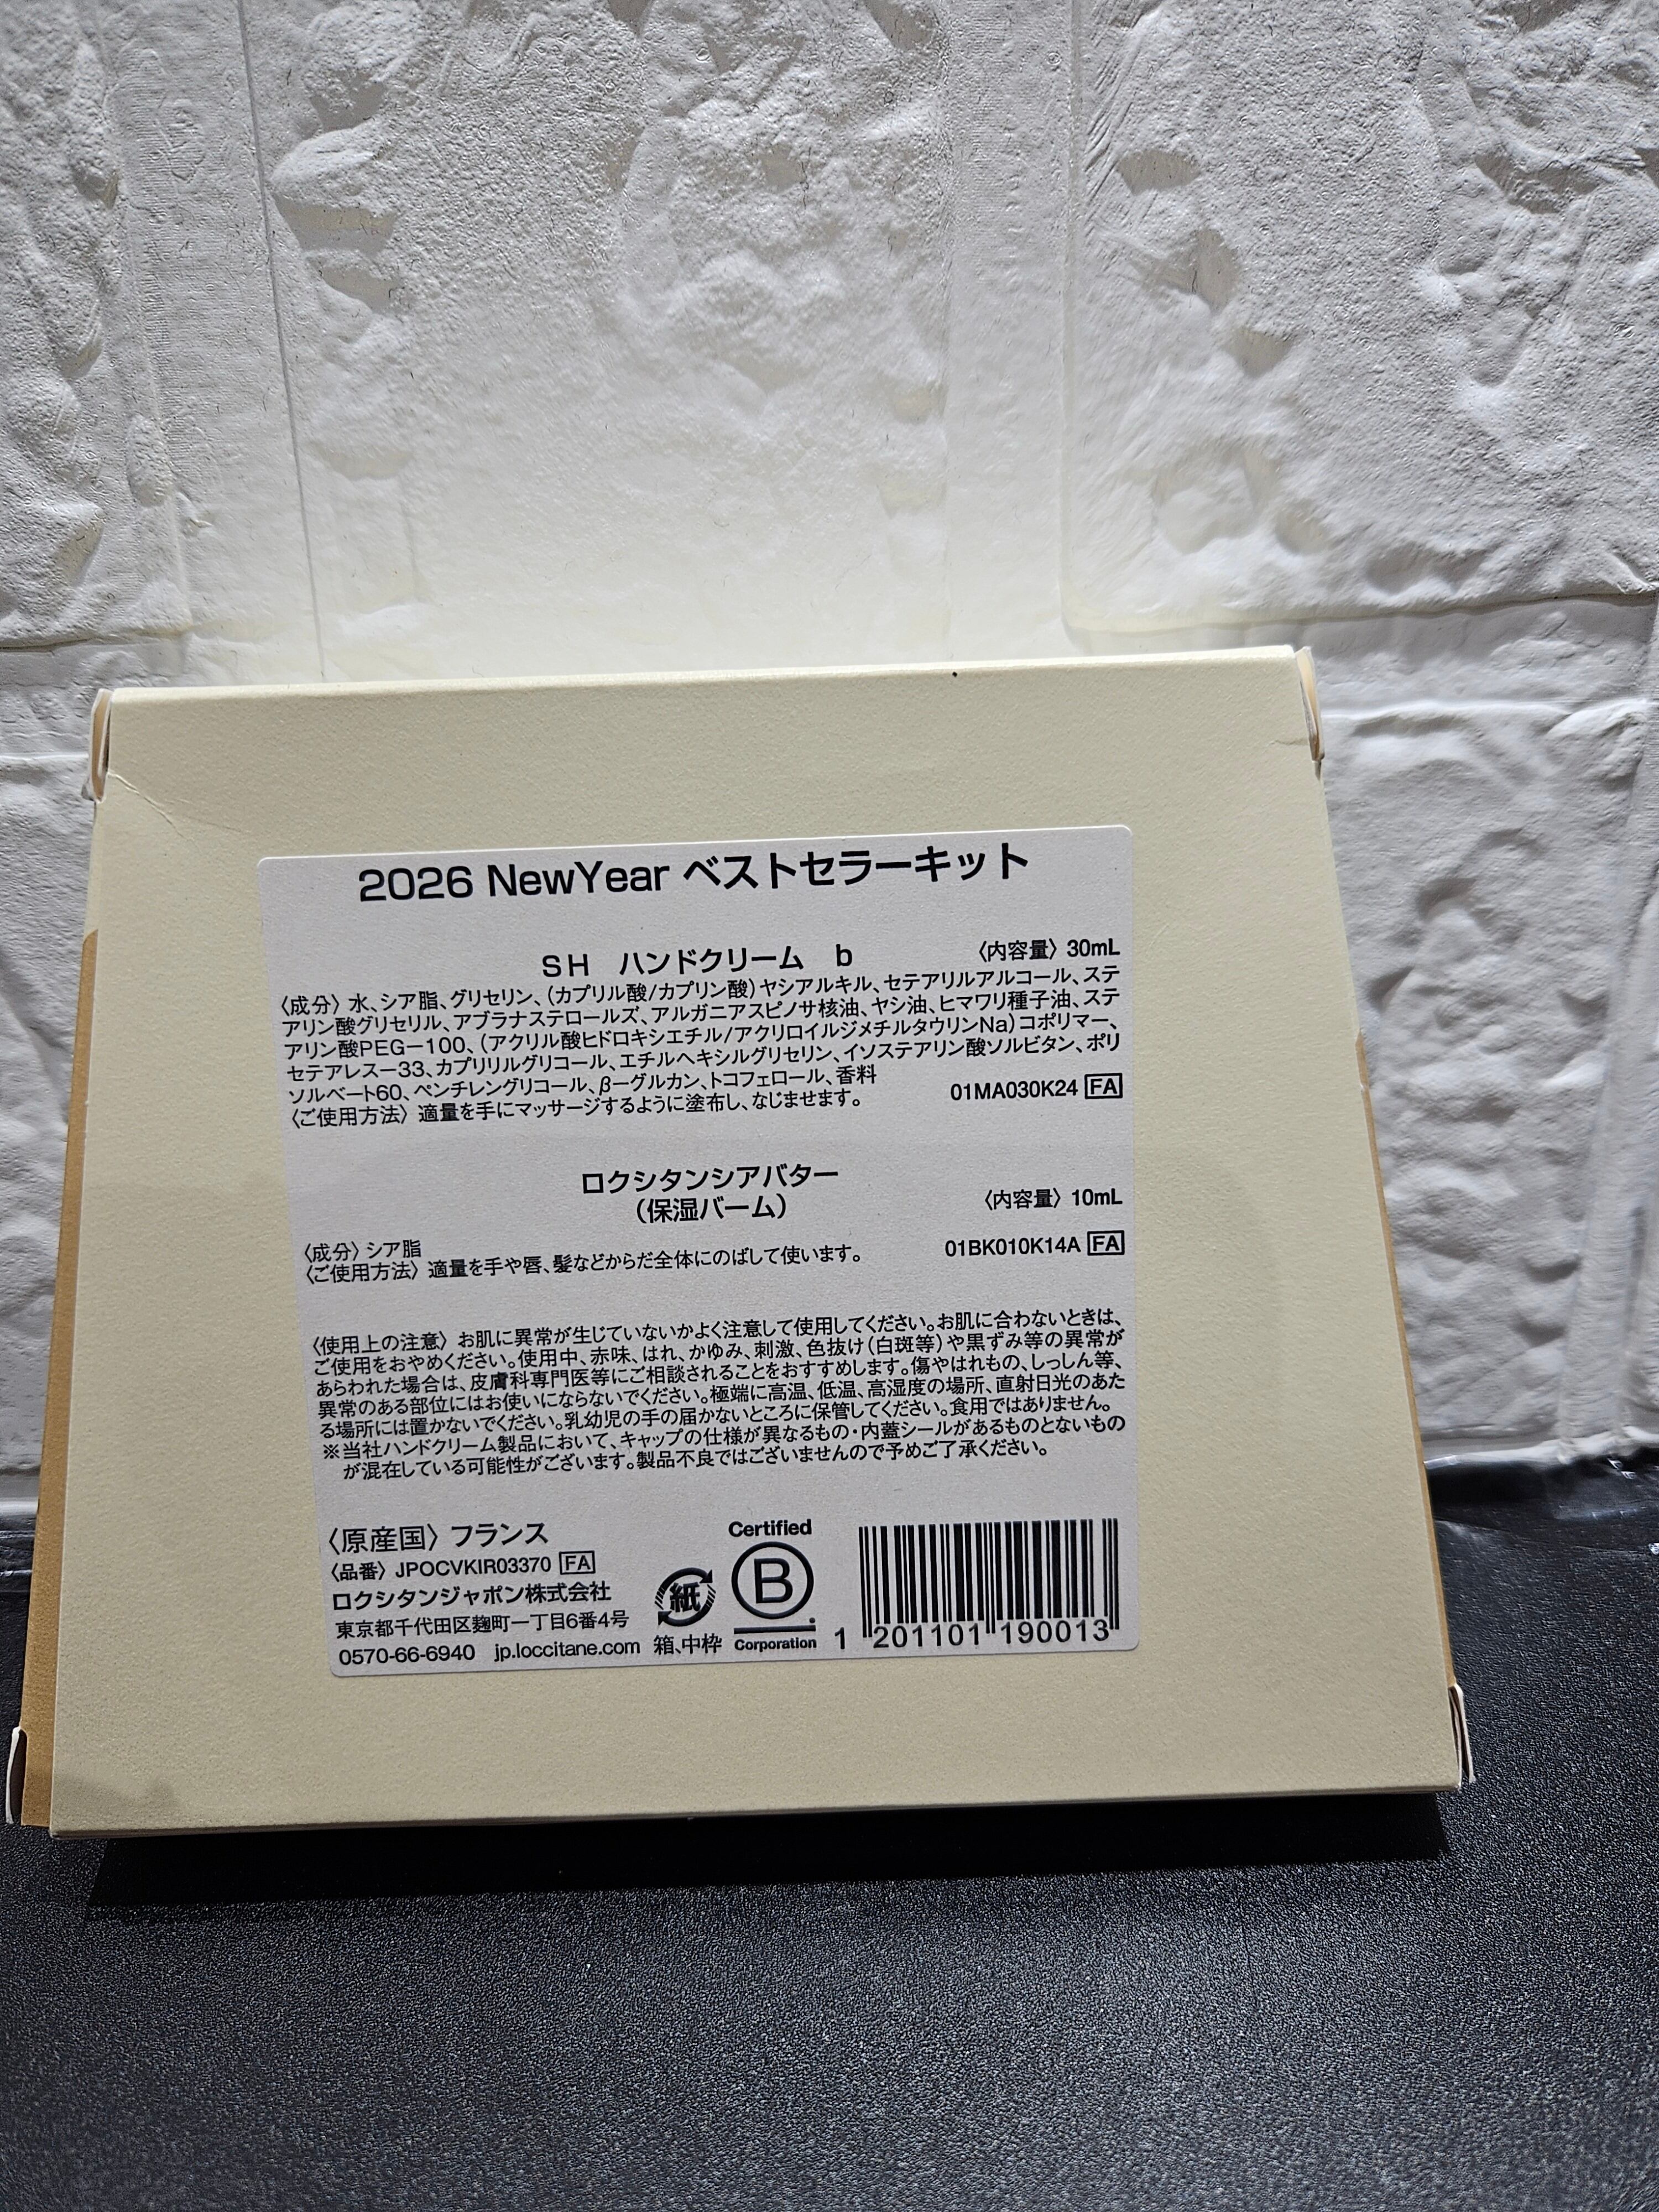 2026 NewYear ベストセラーキット
SH ハンドクリーム b 〈内容量〉 30mL
〈成分〉 水、シア脂、グリセリン、(カプリル酸/カプリン酸)ヤシアルキル、セテアリルアルコール、ステ
アリン酸グリセリル、アブラナステロールズ、アルガニアスピノサ核油、ヤシ油、ヒマワリ種子油、ステ
アリン酸PEG-100、(アクリル酸ヒドロキシエチル/アクリロイルジメチルタウリンNa)コポリマー、
セテアレス-33、カプリリルグリコール、エチルヘキシルグリセリン、イソステアリン酸ソルビタン、ポリ
ソルベート60、ペンチレングリコール、β-グルカン、トコフェロール、香料
〈ご使用方法〉 適量を手にマッサージするように塗布し、なじませます。 01MA030K24 FA
ロクシタンシアバター
(保湿バーム) 〈内容量〉 10mL
〈成分〉 シア脂
〈ご使用方法〉 適量を手や唇、髪などからだ全体にのばして使います。 01BK010K14A FA
〈使用上の注意〉 お肌に異常が生じていないかよく注意して使用してください。お肌に合わないときは、
ご使用をおやめください。使用中、赤味、はれ、かゆみ、刺激、色抜け(白斑等)や黒ずみ等の異常が
あらわれた場合は、皮膚科専門医等にご相談されることをおすすめします。傷やはれもの、しっしん等、
異常のある部位にはお使いにならないでください。極端に高温、低温、高湿度の場所、直射日光のあた
る場所には置かないでください。乳幼児の手の届かないところに保管してください。食用ではありません。
※当社ハンドクリーム製品において、キャップの仕様が異なるもの・内蓋シールがあるものとないもの
が混在している可能性がございます。製品不良ではございませんので予めご了承ください。
〈原産国〉 フランス
〈品番〉 JPOCVKIR03370 FA
ロクシタンジャポン株式会社
東京都千代田区麹町一丁目6番4号
0570-66-6940 jp.loccitane.com
紙
箱、中枠
Certified
B
Corporation
1 201101 190013